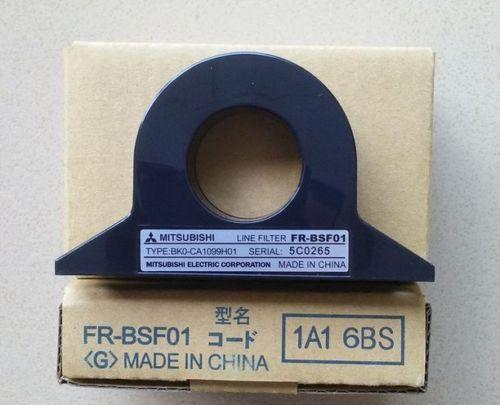 MITSUBISHI LINE FILTER FR-BSF01
TYPE:BK0-CA1099H01 SERIAL: 5C0265
MITSUBISHI ELECTRIC CORPORATION MADE IN CHINA
型名
FR-BSF01 コード 1A1 6BS
<G> MADE IN CHINA